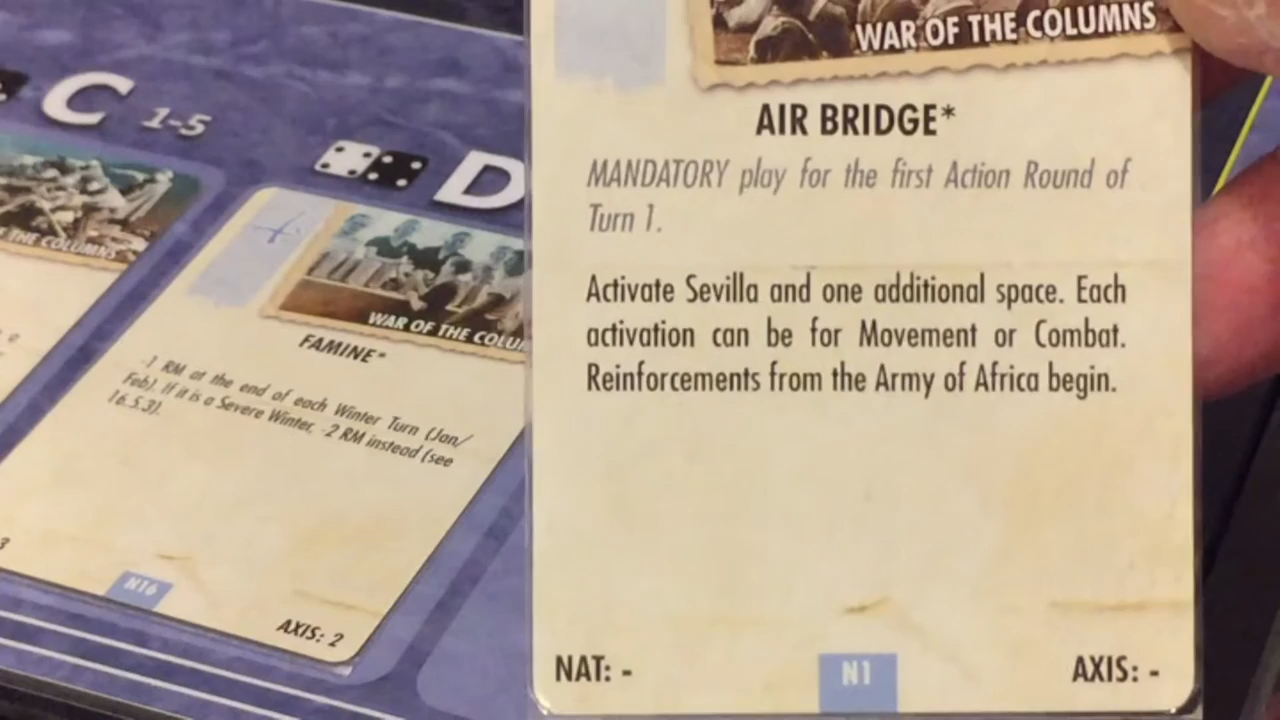 C 1-5
D
THE COLUMNS
WAR OF THE COLU
FAMINE*
-1 RM at the end of each Winter Turn (Jan/
Feb). If it is a Severe Winter, -2 RM instead (see
16.5.3).
3
N16
AXIS: 2
WAR OF THE COLUMNS
AIR BRIDGE*
MANDATORY play for the first Action Round of
Turn 1.
Activate Sevilla and one additional space. Each
activation can be for Movement or Combat.
Reinforcements from the Army of Africa begin.
NAT: -
N1
AXIS: -